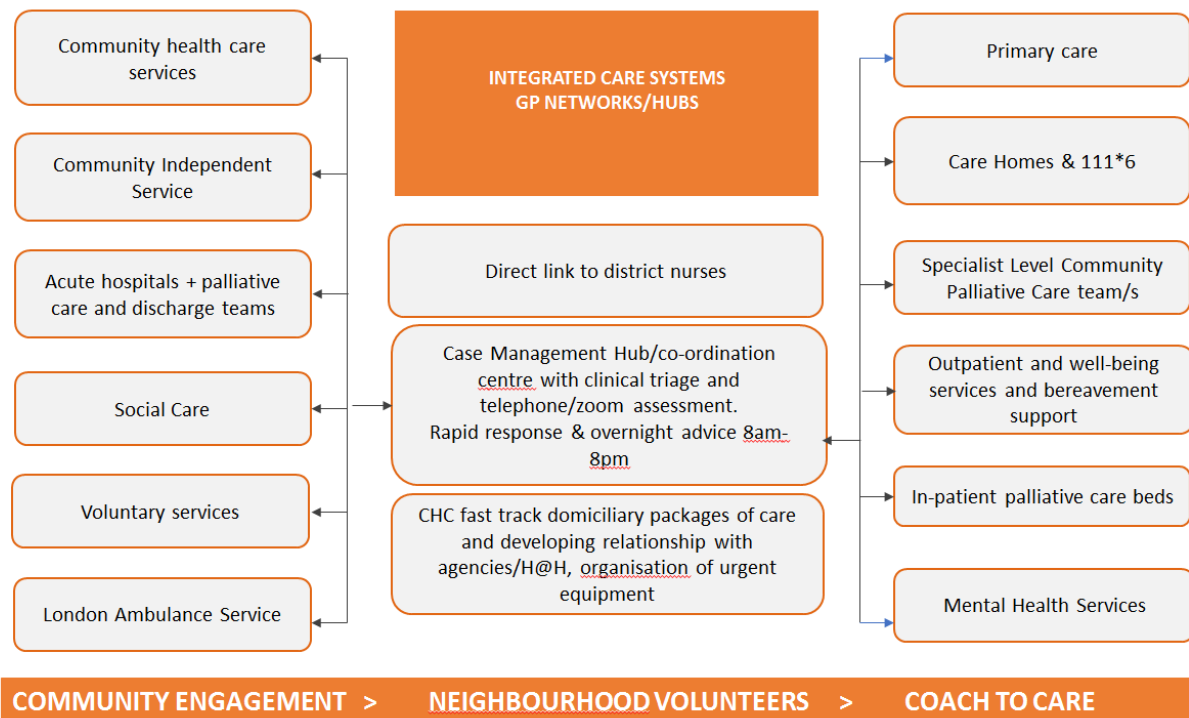 Community health care
services
Community Independent
Service
Acute hospitals + palliative
care and discharge teams
Social Care
Voluntary services
London Ambulance Service
INTEGRATED CARE SYSTEMS
GP NETWORKS/HUBS
Direct link to district nurses
Case Management Hub/co-ordination
centre with clinical triage and
telephone/zoom assessment.
Rapid response & overnight advice 8am-
8pm
CHC fast track domiciliary packages of care
and developing relationship with
agencies/H@H, organisation of urgent
equipment
Primary care
Care Homes & 111*6
Specialist Level Community
Palliative Care team/s
Outpatient and well-being
services and bereavement
support
In-patient palliative care beds
Mental Health Services
COMMUNITY ENGAGEMENT > NEIGHBOURHOOD VOLUNTEERS > COACH TO CARE